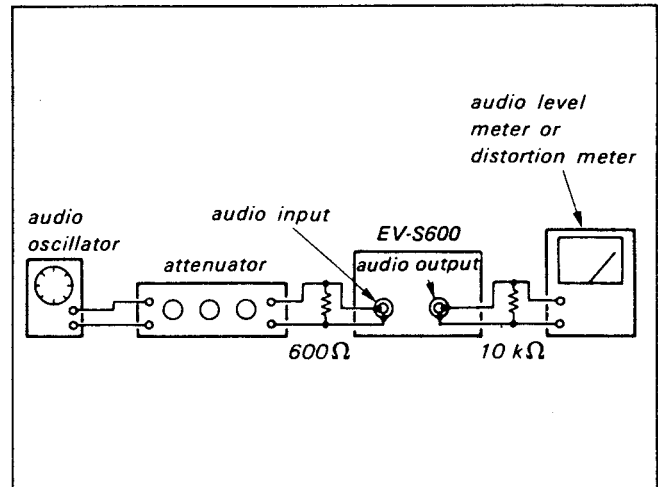 audio level
meter or
distortion meter
audio
oscillator
attenuator
audio input
EV-S600
audio output
600Ω
10 kΩ